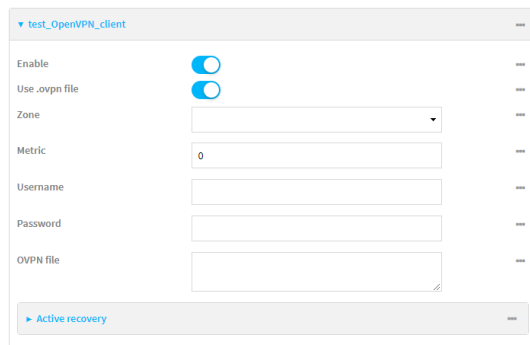 test_OpenVPN_client
Enable
Use .ovpn file
Zone
Metric
0
Username
Password
OVPN file
Active recovery